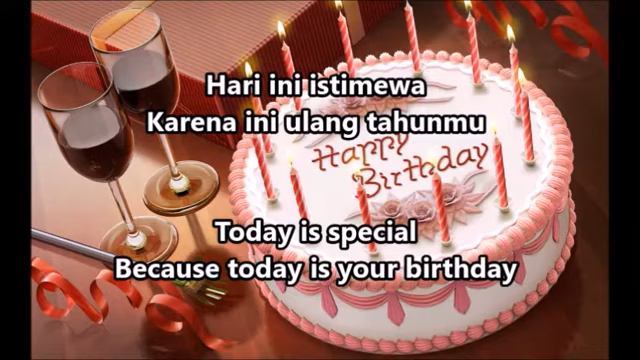 Hari ini istimewa
Karena ini ulang tahunmu
Happy
Birthday
Today is special
Because today is your birthday